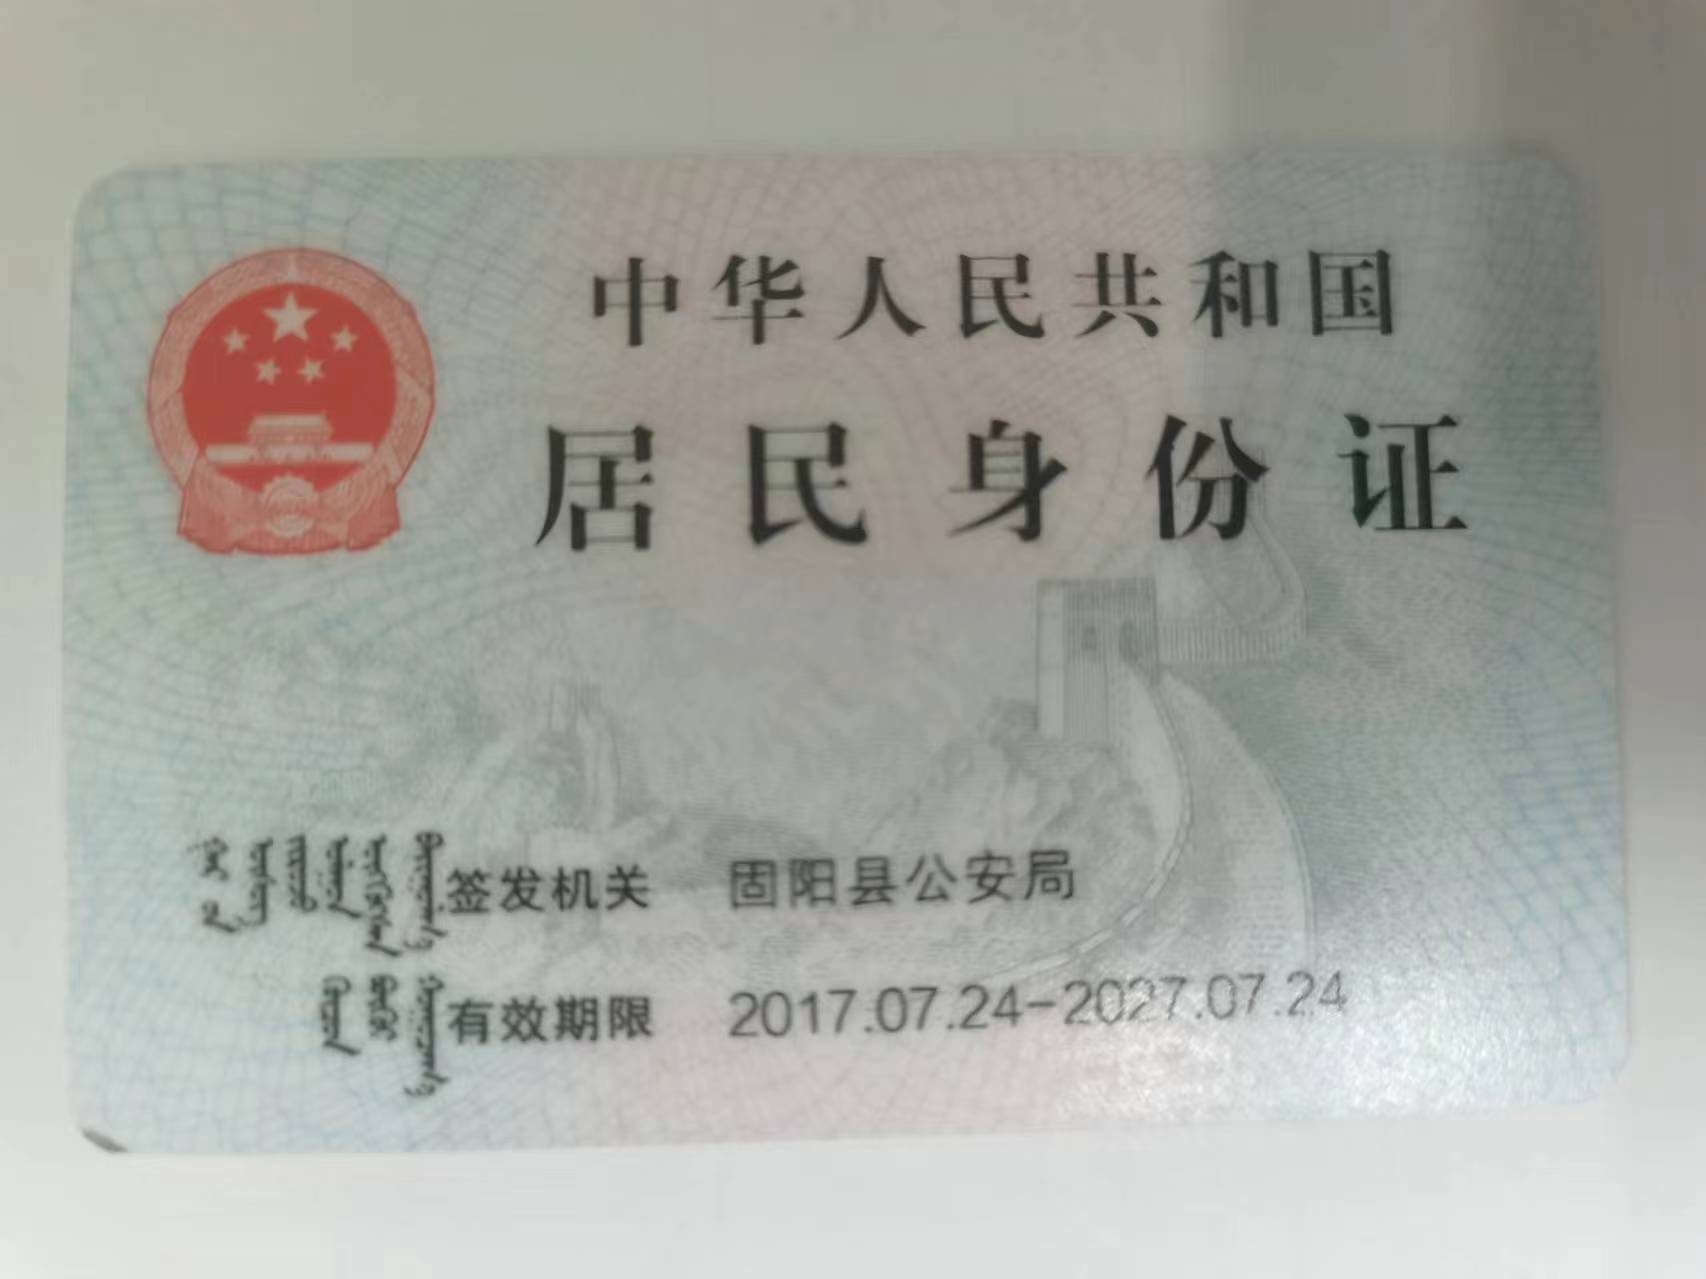 中华人民共和国
居民身份证
签发机关 固阳县公安局
有效期限 2017.07.24-2027.07.24